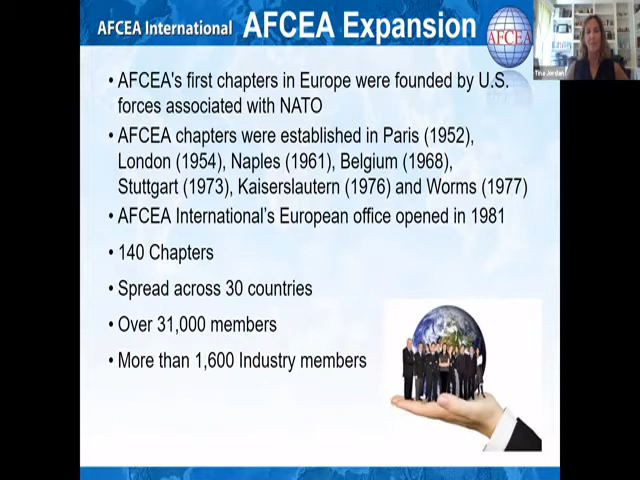 AFCEA International AFCEA Expansion
AFCEA
Tina Jordan
• AFCEA's first chapters in Europe were founded by U.S.
forces associated with NATO
• AFCEA chapters were established in Paris (1952),
London (1954), Naples (1961), Belgium (1968),
Stuttgart (1973), Kaiserslautern (1976) and Worms (1977)
• AFCEA International's European office opened in 1981
• 140 Chapters
• Spread across 30 countries
• Over 31,000 members
• More than 1,600 Industry members